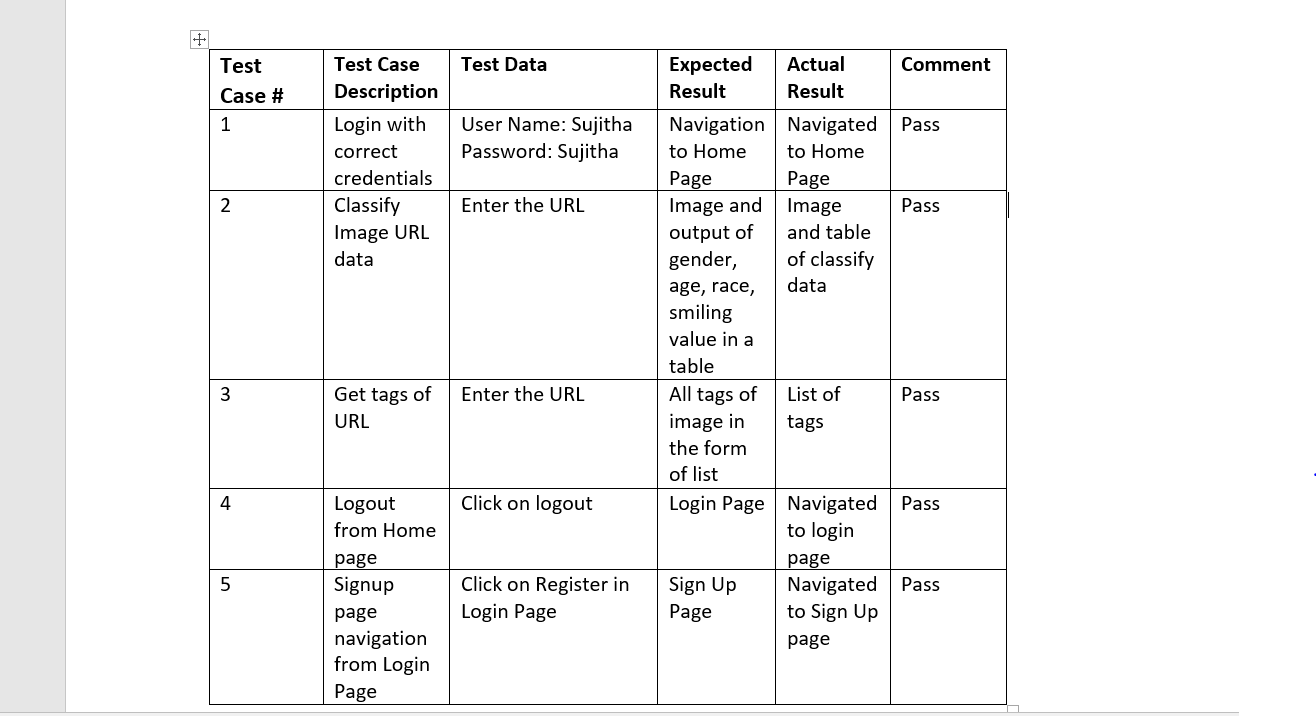 Test Case # Test Case Description Test Data Expected Result Actual Result Comment
1 Login with correct credentials User Name: Sujitha Password: Sujitha Navigation to Home Page Navigated to Home Page Pass
2 Classify Image URL data Enter the URL Image and output of gender, age, race, smiling value in a table Image and table of classify data Pass
3 Get tags of URL Enter the URL All tags of image in the form of list List of tags Pass
4 Logout from Home page Click on logout Login Page Navigated to login page Pass
5 Signup page navigation from Login Page Click on Register in Login Page Sign Up Page Navigated to Sign Up page Pass